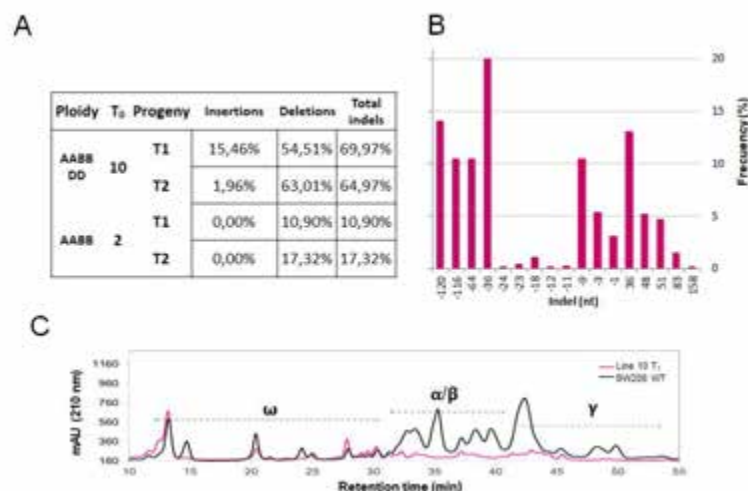 A
Ploidy T₀ Progeny Insertions Deletions Total indels
AABB DD 10 T1 15,46% 54,51% 69,97%
T2 1,96% 63,01% 64,97%
AABB 2 T1 0,00% 10,90% 10,90%
T2 0,00% 17,32% 17,32%
B
20
15
10
5
0
Frecuency (%)
-120 -116 -64 -36 -24 -23 -18 -12 -11 -9 -3 -1 36 48 51 83 158
Indel (nt)
C
mAU (210 nm)
1160
960
760
560
360
160
ω
α/β
γ
Line 10 T₁
BW208 WT
10 15 20 25 30 35 40 45 50 55
Retention time (min)